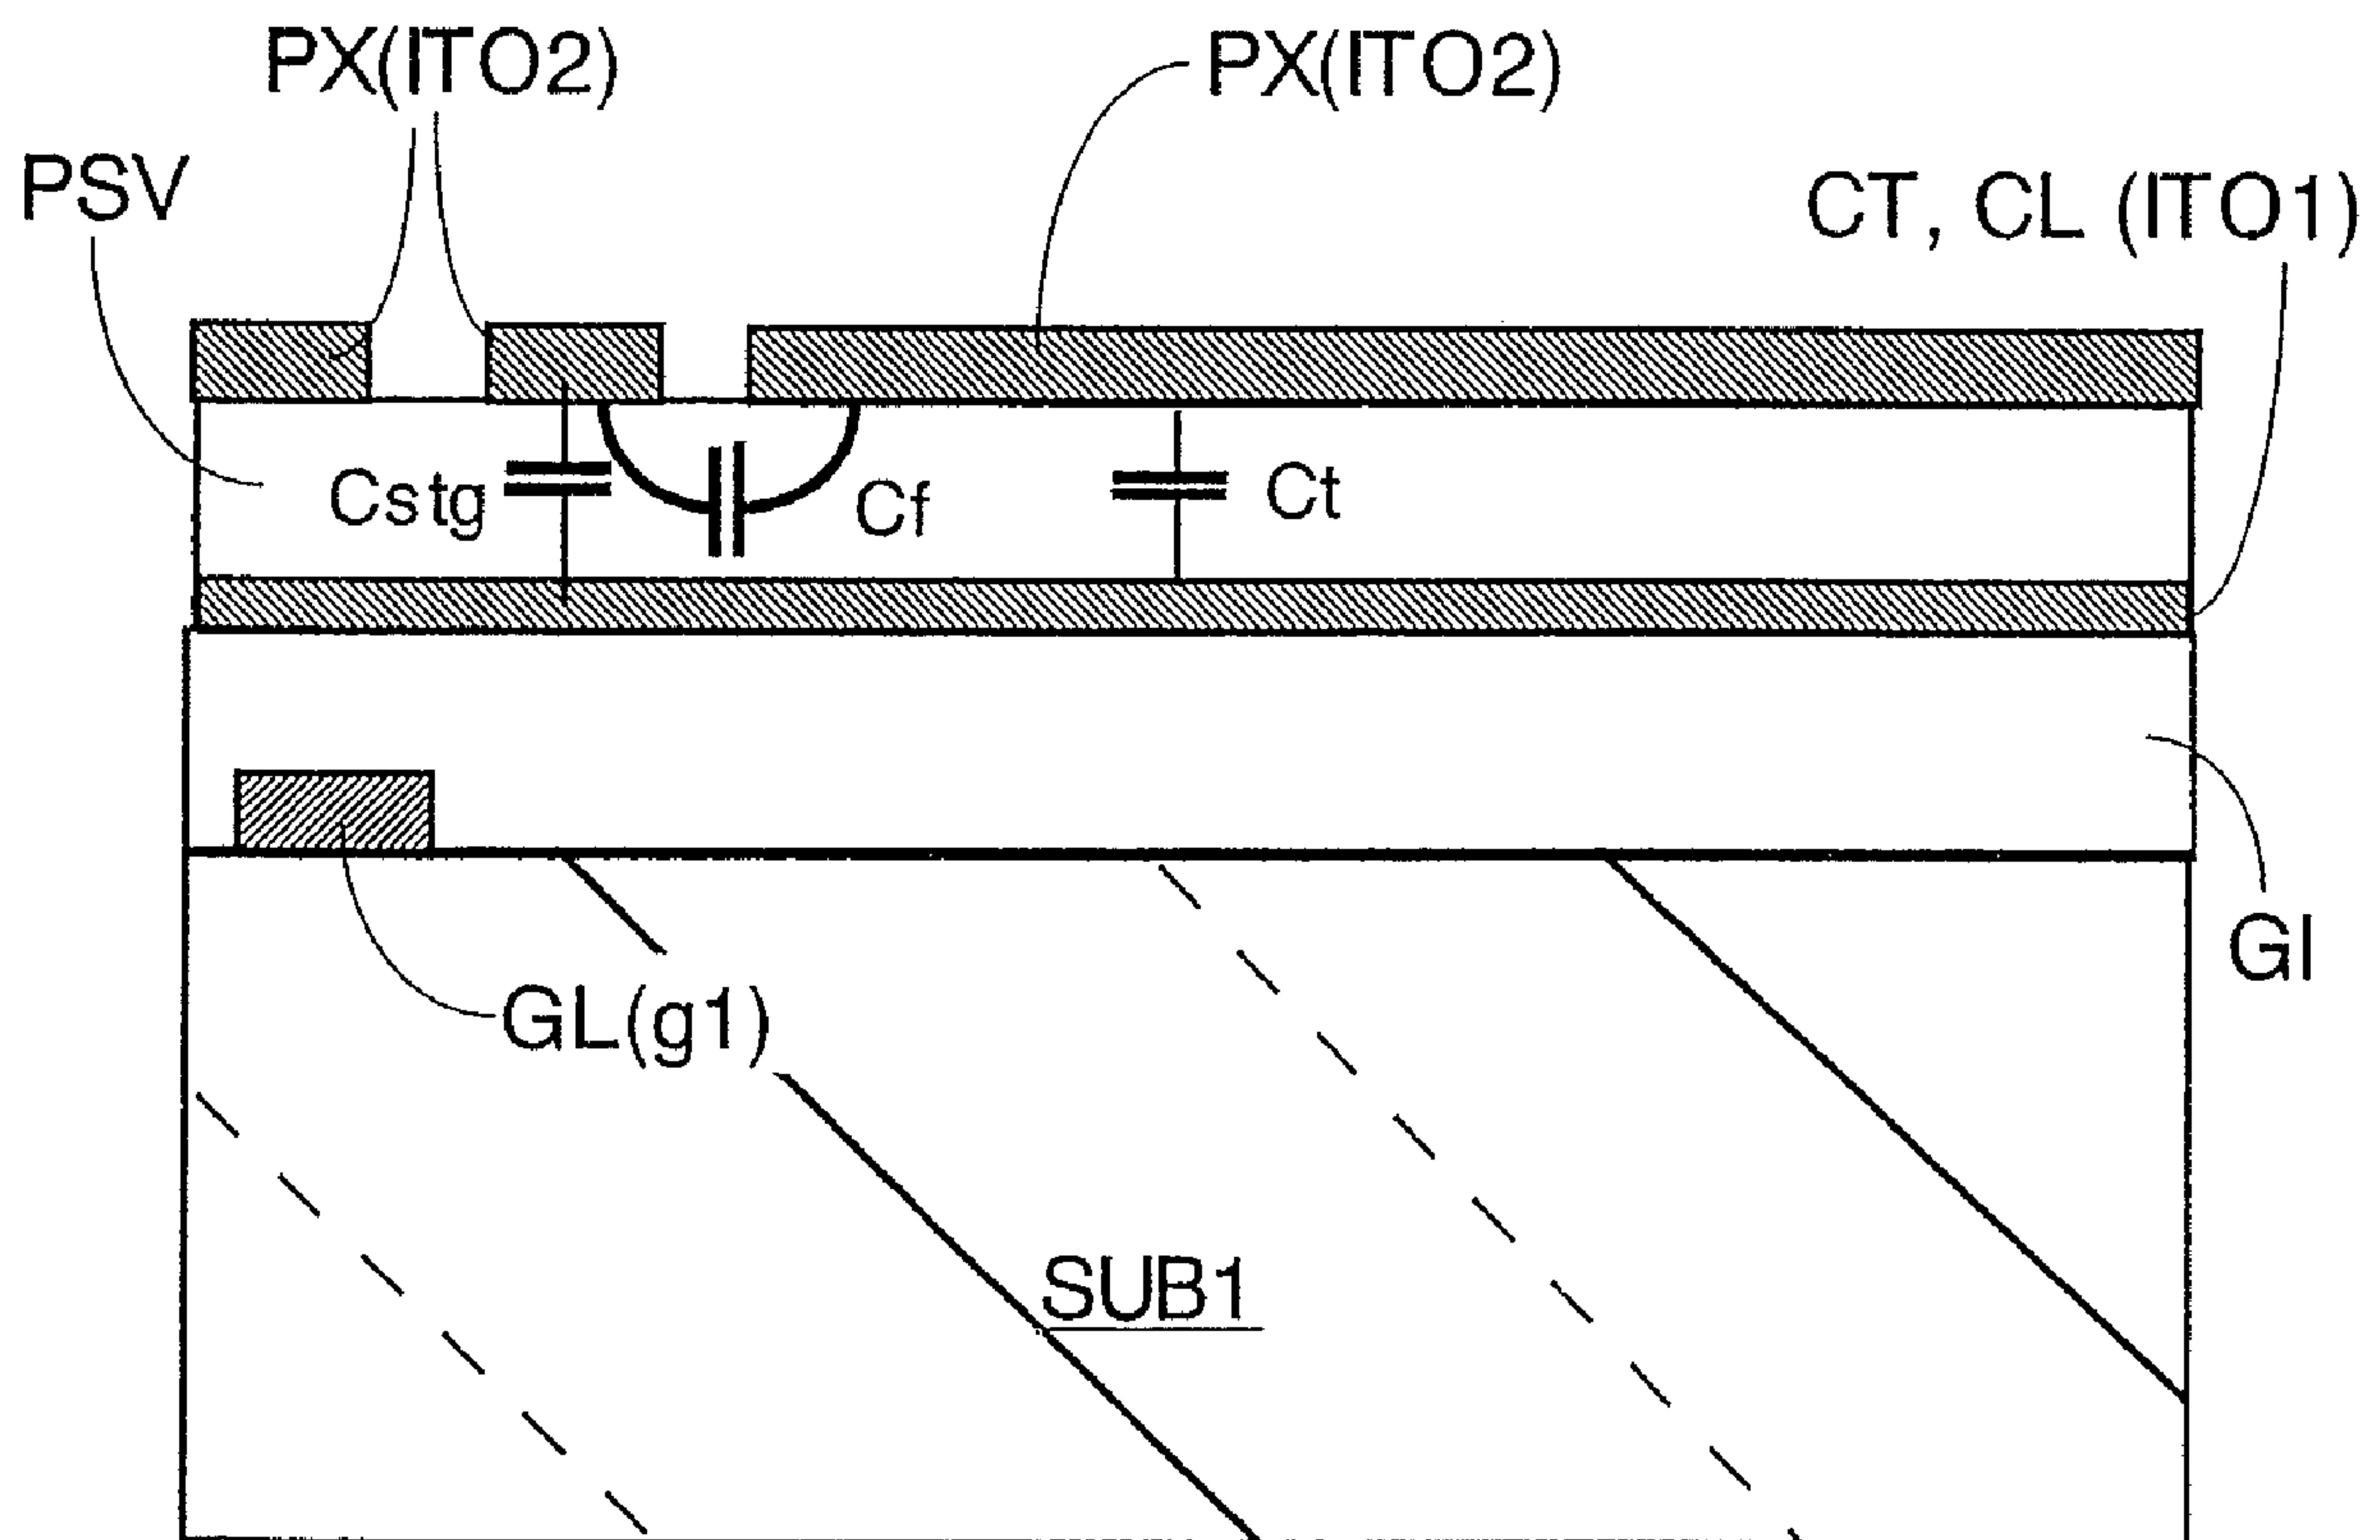 PX(ITO2)
PX(ITO2)
PSV
CT, CL (ITO1)
Cstg
Cf
Ct
GI
GL(g1)
SUB1